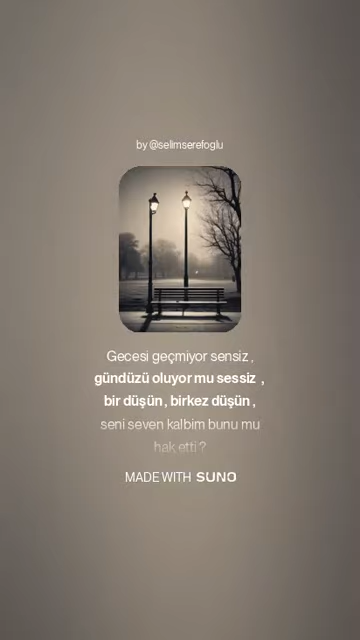 by @selimserefoglu
Gecesi geçmiyor sensiz ,
gündüzü oluyor mu sessiz ,
bir düşün , birkez düşün ,
seni seven kalbim bunu mu
hak etti ?
MADE WITH SUNO